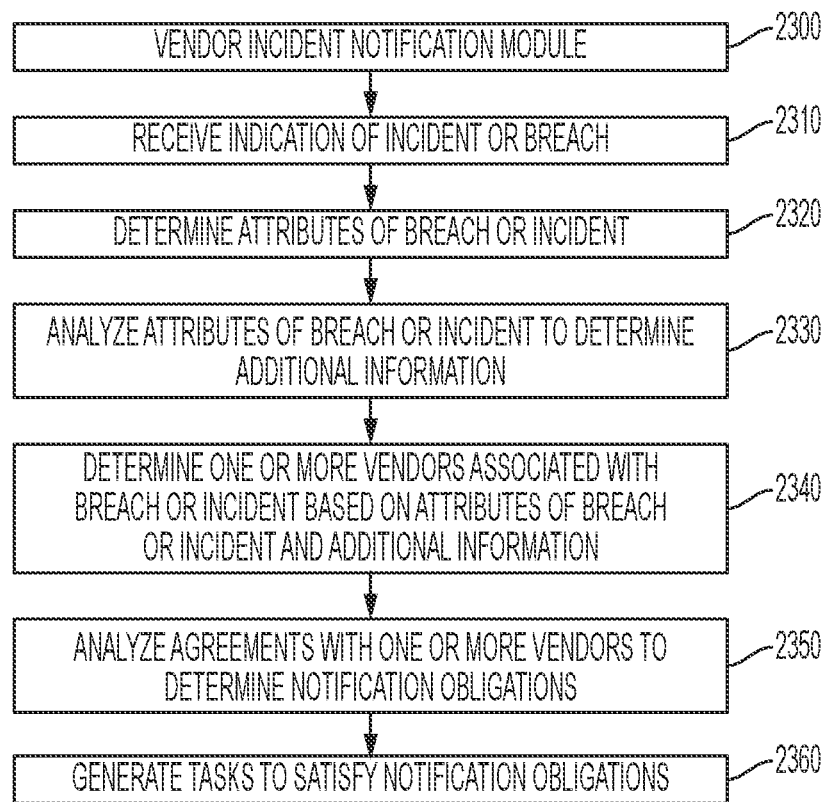 VENDOR INCIDENT NOTIFICATION MODULE
2300
RECEIVE INDICATION OF INCIDENT OR BREACH
2310
DETERMINE ATTRIBUTES OF BREACH OR INCIDENT
2320
ANALYZE ATTRIBUTES OF BREACH OR INCIDENT TO DETERMINE
ADDITIONAL INFORMATION
2330
DETERMINE ONE OR MORE VENDORS ASSOCIATED WITH
BREACH OR INCIDENT BASED ON ATTRIBUTES OF BREACH
OR INCIDENT AND ADDITIONAL INFORMATION
2340
ANALYZE AGREEMENTS WITH ONE OR MORE VENDORS TO
DETERMINE NOTIFICATION OBLIGATIONS
2350
GENERATE TASKS TO SATISFY NOTIFICATION OBLIGATIONS
2360